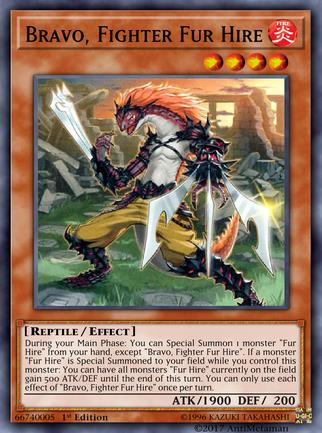 BRAVO, FIGHTER FUR HIRE
FIRE
炎
[ REPTILE / EFFECT ]
During your Main Phase: You can Special Summon 1 monster "Fur
Hire" from your hand, except "Bravo, Fighter Fur Hire". If a monster
"Fur Hire" is Special Summoned to your field while you control this
monster: You can have all monsters "Fur Hire" currently on the field
gain 500 ATK/DEF until the end of this turn. You can only use each
effect of "Bravo, Fighter Fur Hire" once per turn.
ATK/1900 DEF/ 200
66740005 1st Edition ©1996 KAZUKI TAKAHASHI
©2017 AntiMetaman